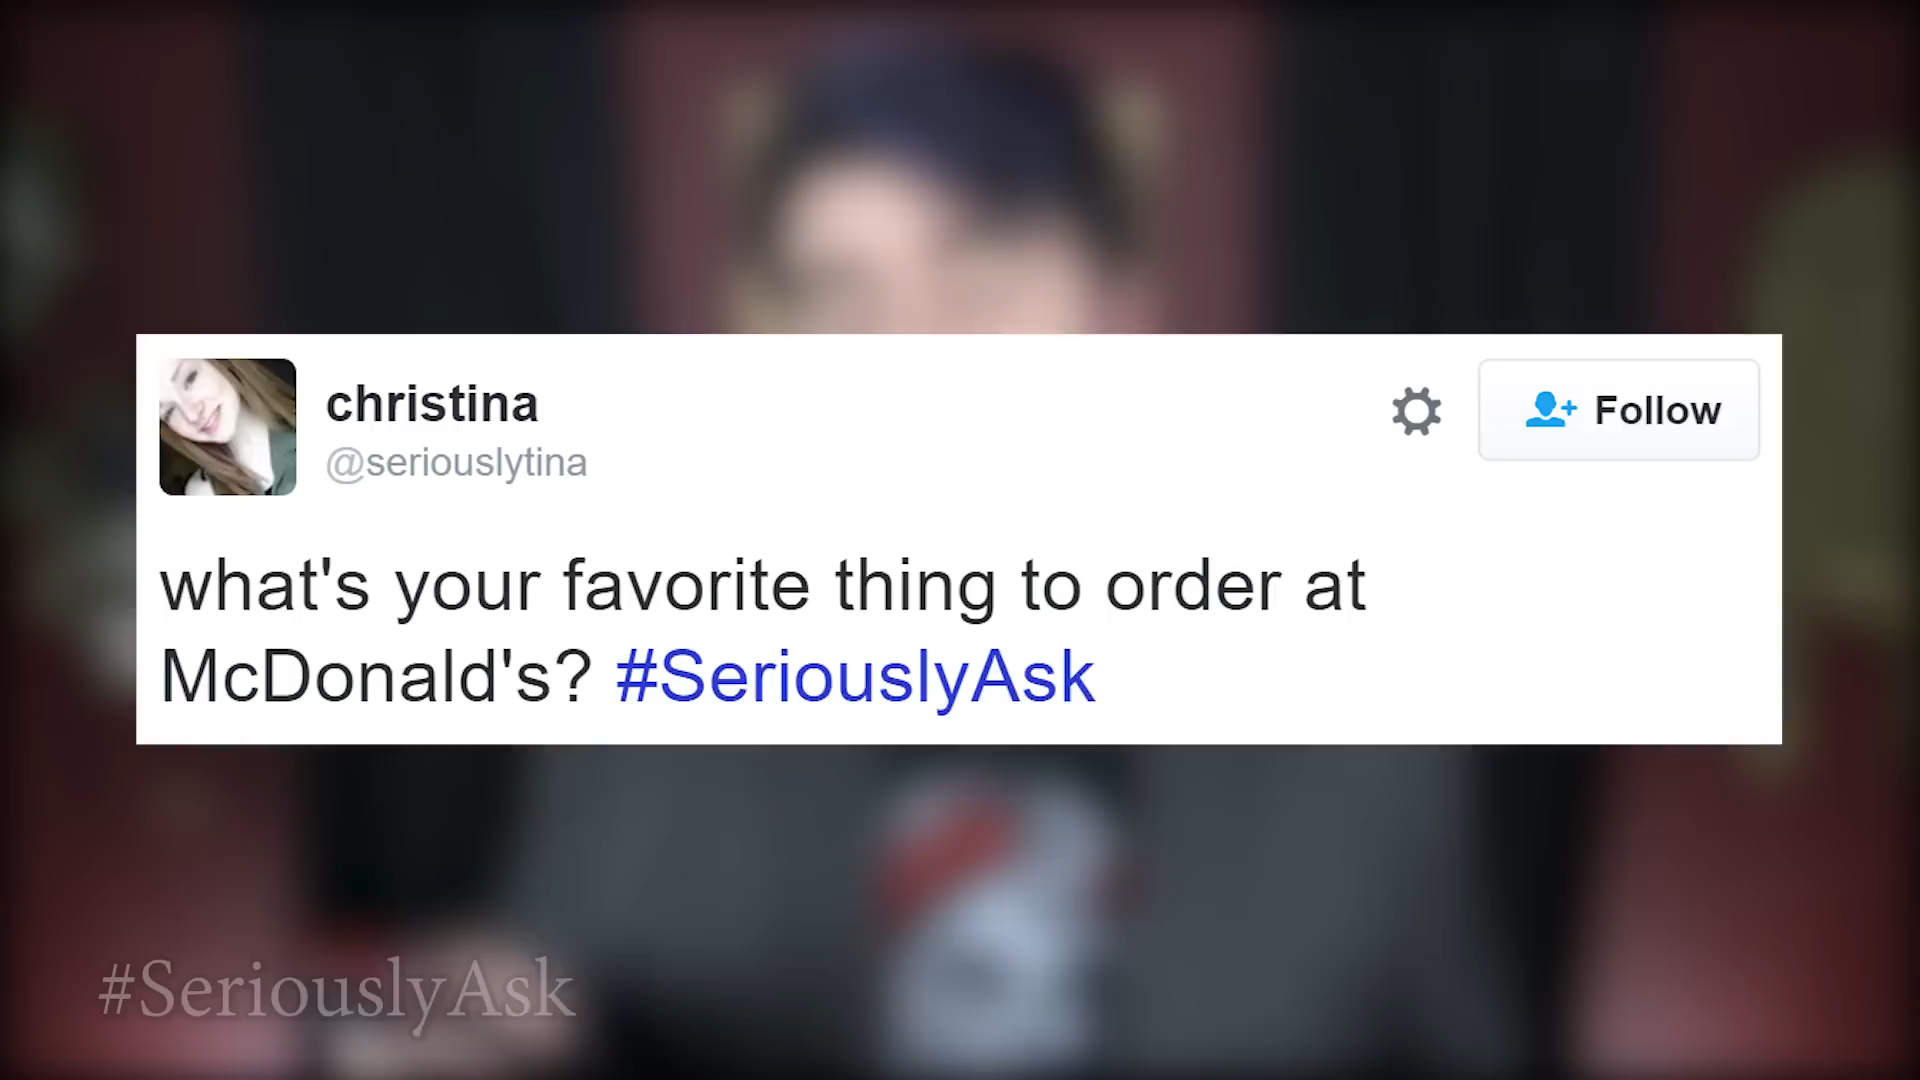 christina
@seriouslytina
Follow
what's your favorite thing to order at
McDonald's? #SeriouslyAsk
#SeriouslyAsk